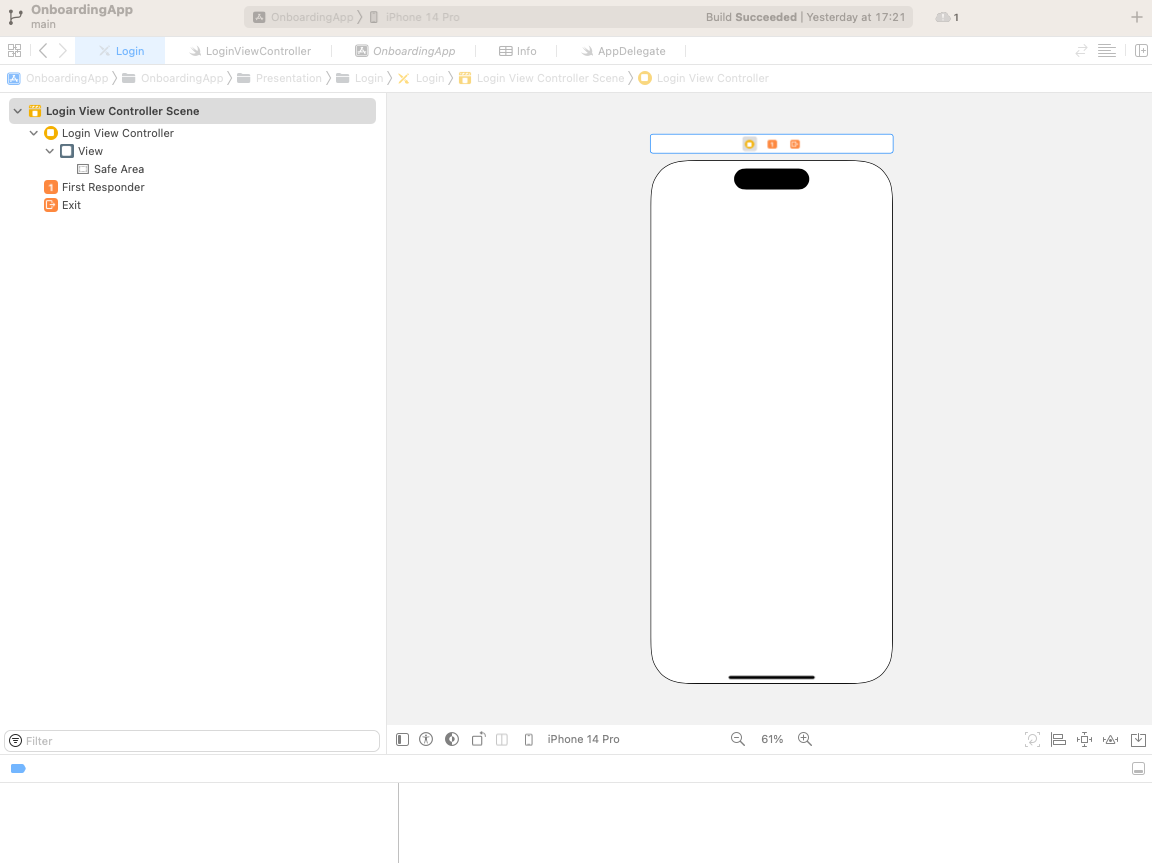 OnboardingApp
main
OnboardingApp iPhone 14 Pro
Build Succeeded | Yesterday at 17:21
1
Login
LoginViewController
OnboardingApp
Info
AppDelegate
OnboardingApp OnboardingApp Presentation Login Login Login View Controller Scene Login View Controller
Login View Controller Scene
Login View Controller
View
Safe Area
1 First Responder
Exit
1
Filter
iPhone 14 Pro
61%